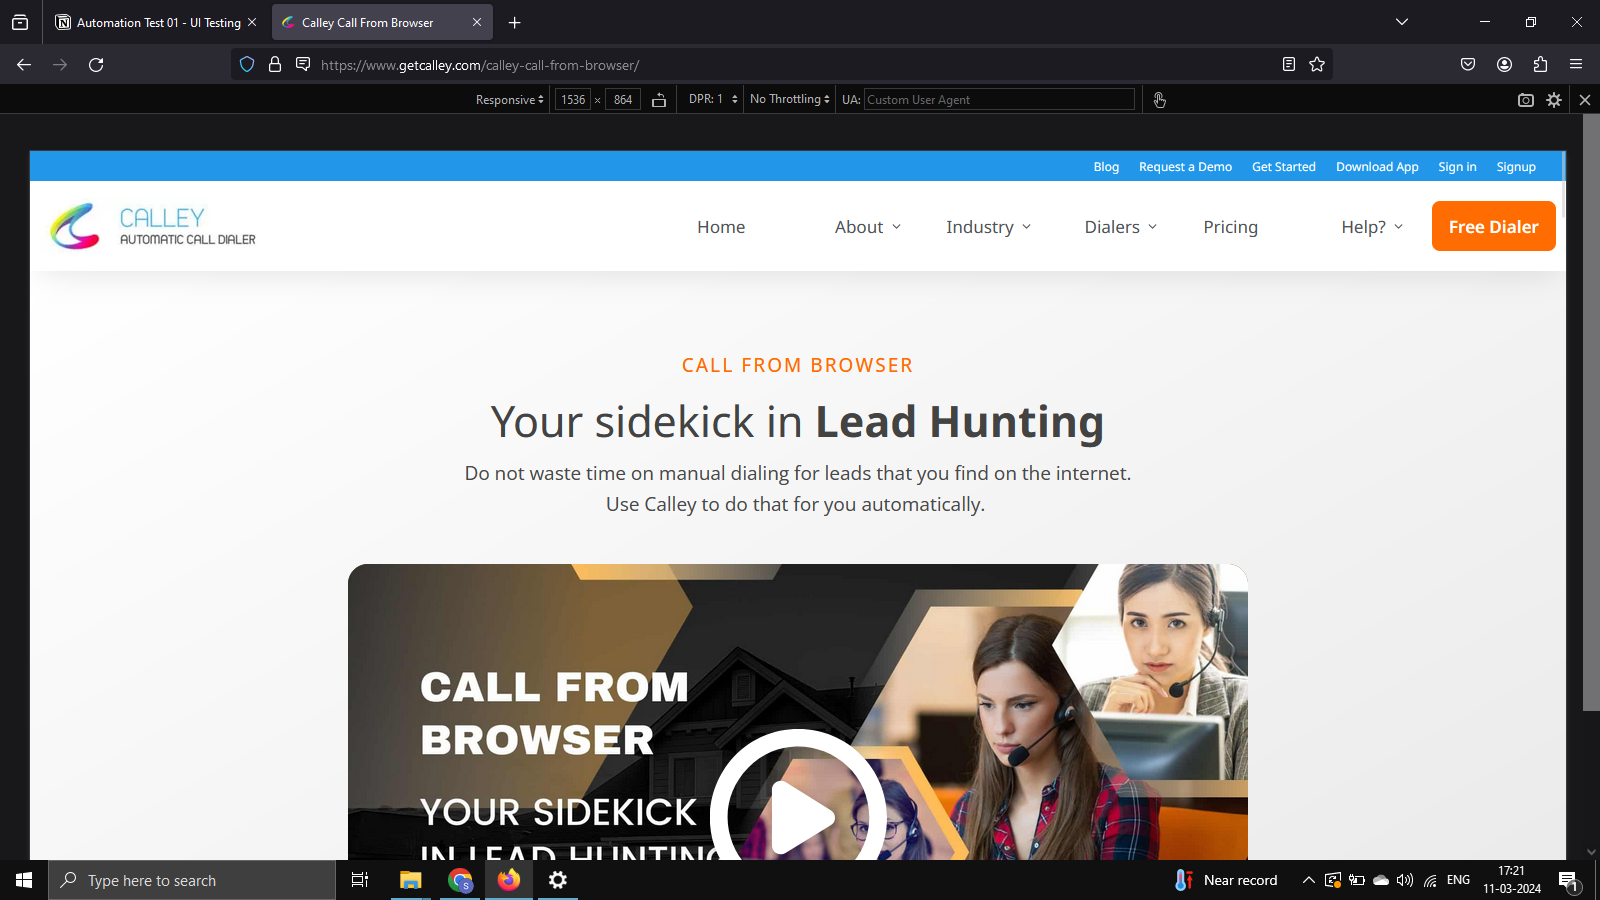 Automation Test 01 - UI Testing
Calley Call From Browser
https://www.getcalley.com/calley-call-from-browser/
Responsive
1536 × 864
DPR: 1
No Throttling
UA: Custom User Agent
Blog
Request a Demo
Get Started
Download App
Sign in
Signup
CALLEY
AUTOMATIC CALL DIALER
Home
About
Industry
Dialers
Pricing
Help?
Free Dialer
CALL FROM BROWSER
Your sidekick in Lead Hunting
Do not waste time on manual dialing for leads that you find on the internet.
Use Calley to do that for you automatically.
CALL FROM
BROWSER
YOUR SIDEKICK
IN LEAD HUNTING
Type here to search
S
Near record
ENG
17:21
11-03-2024
1